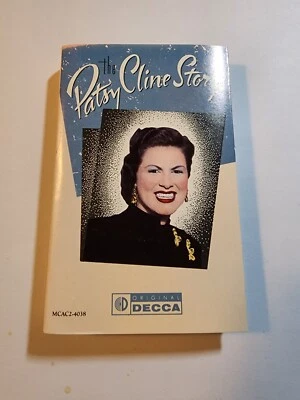 the
Patsy Cline Story
ORIGINAL
DECCA
MCAC2-4038